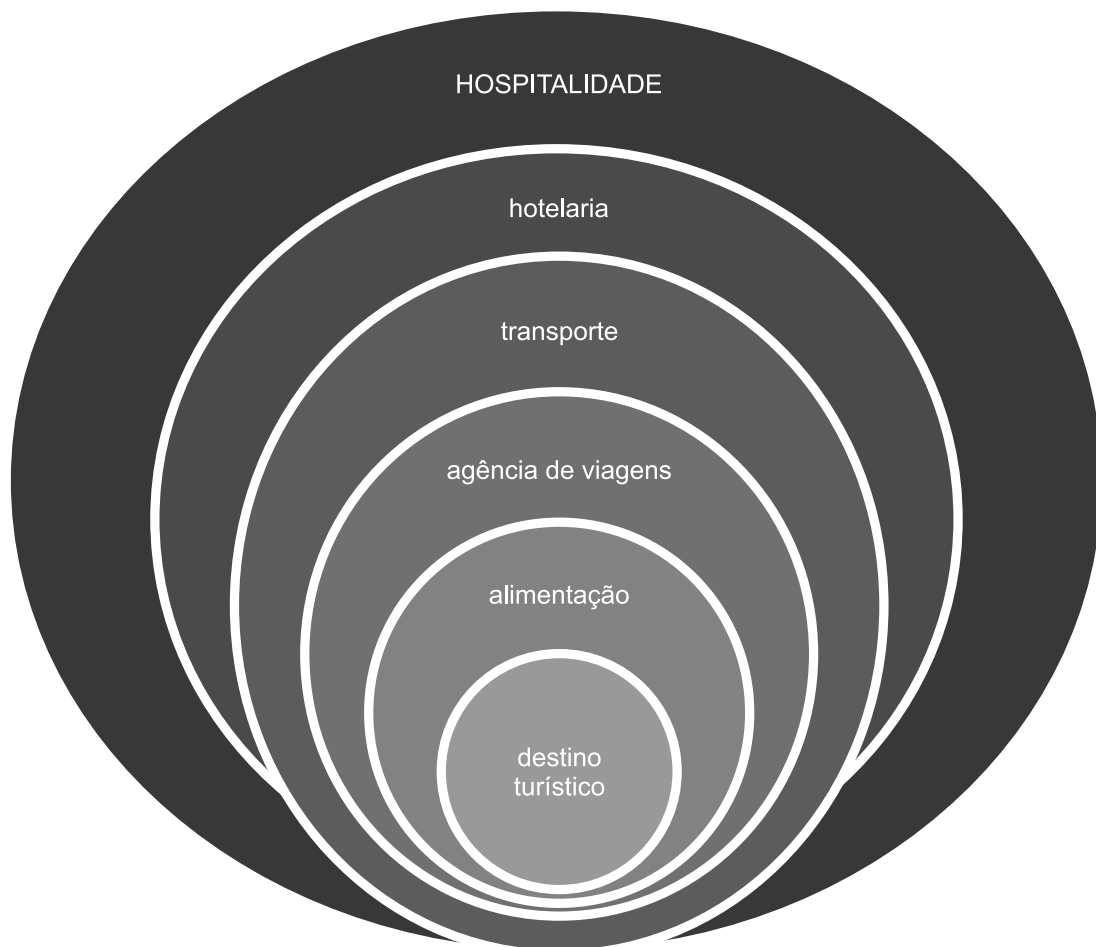 HOSPITALIDADE
hotelaria
transporte
agência de viagens
alimentação
destino
turístico